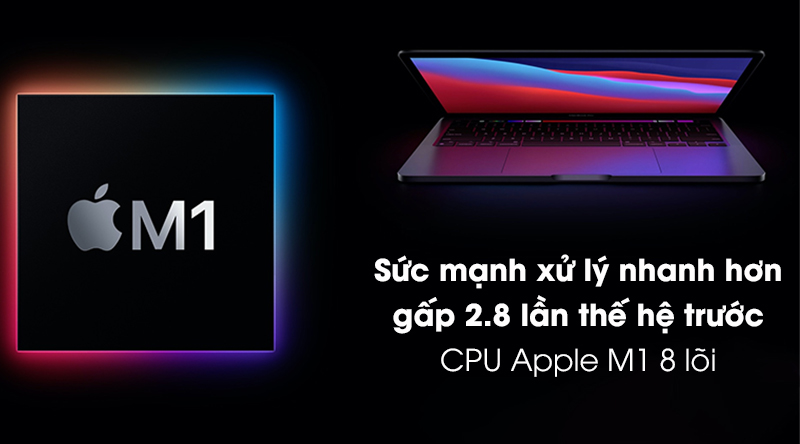 M1
Sức mạnh xử lý nhanh hơn
gấp 2.8 lần thế hệ trước
CPU Apple M1 8 lõi